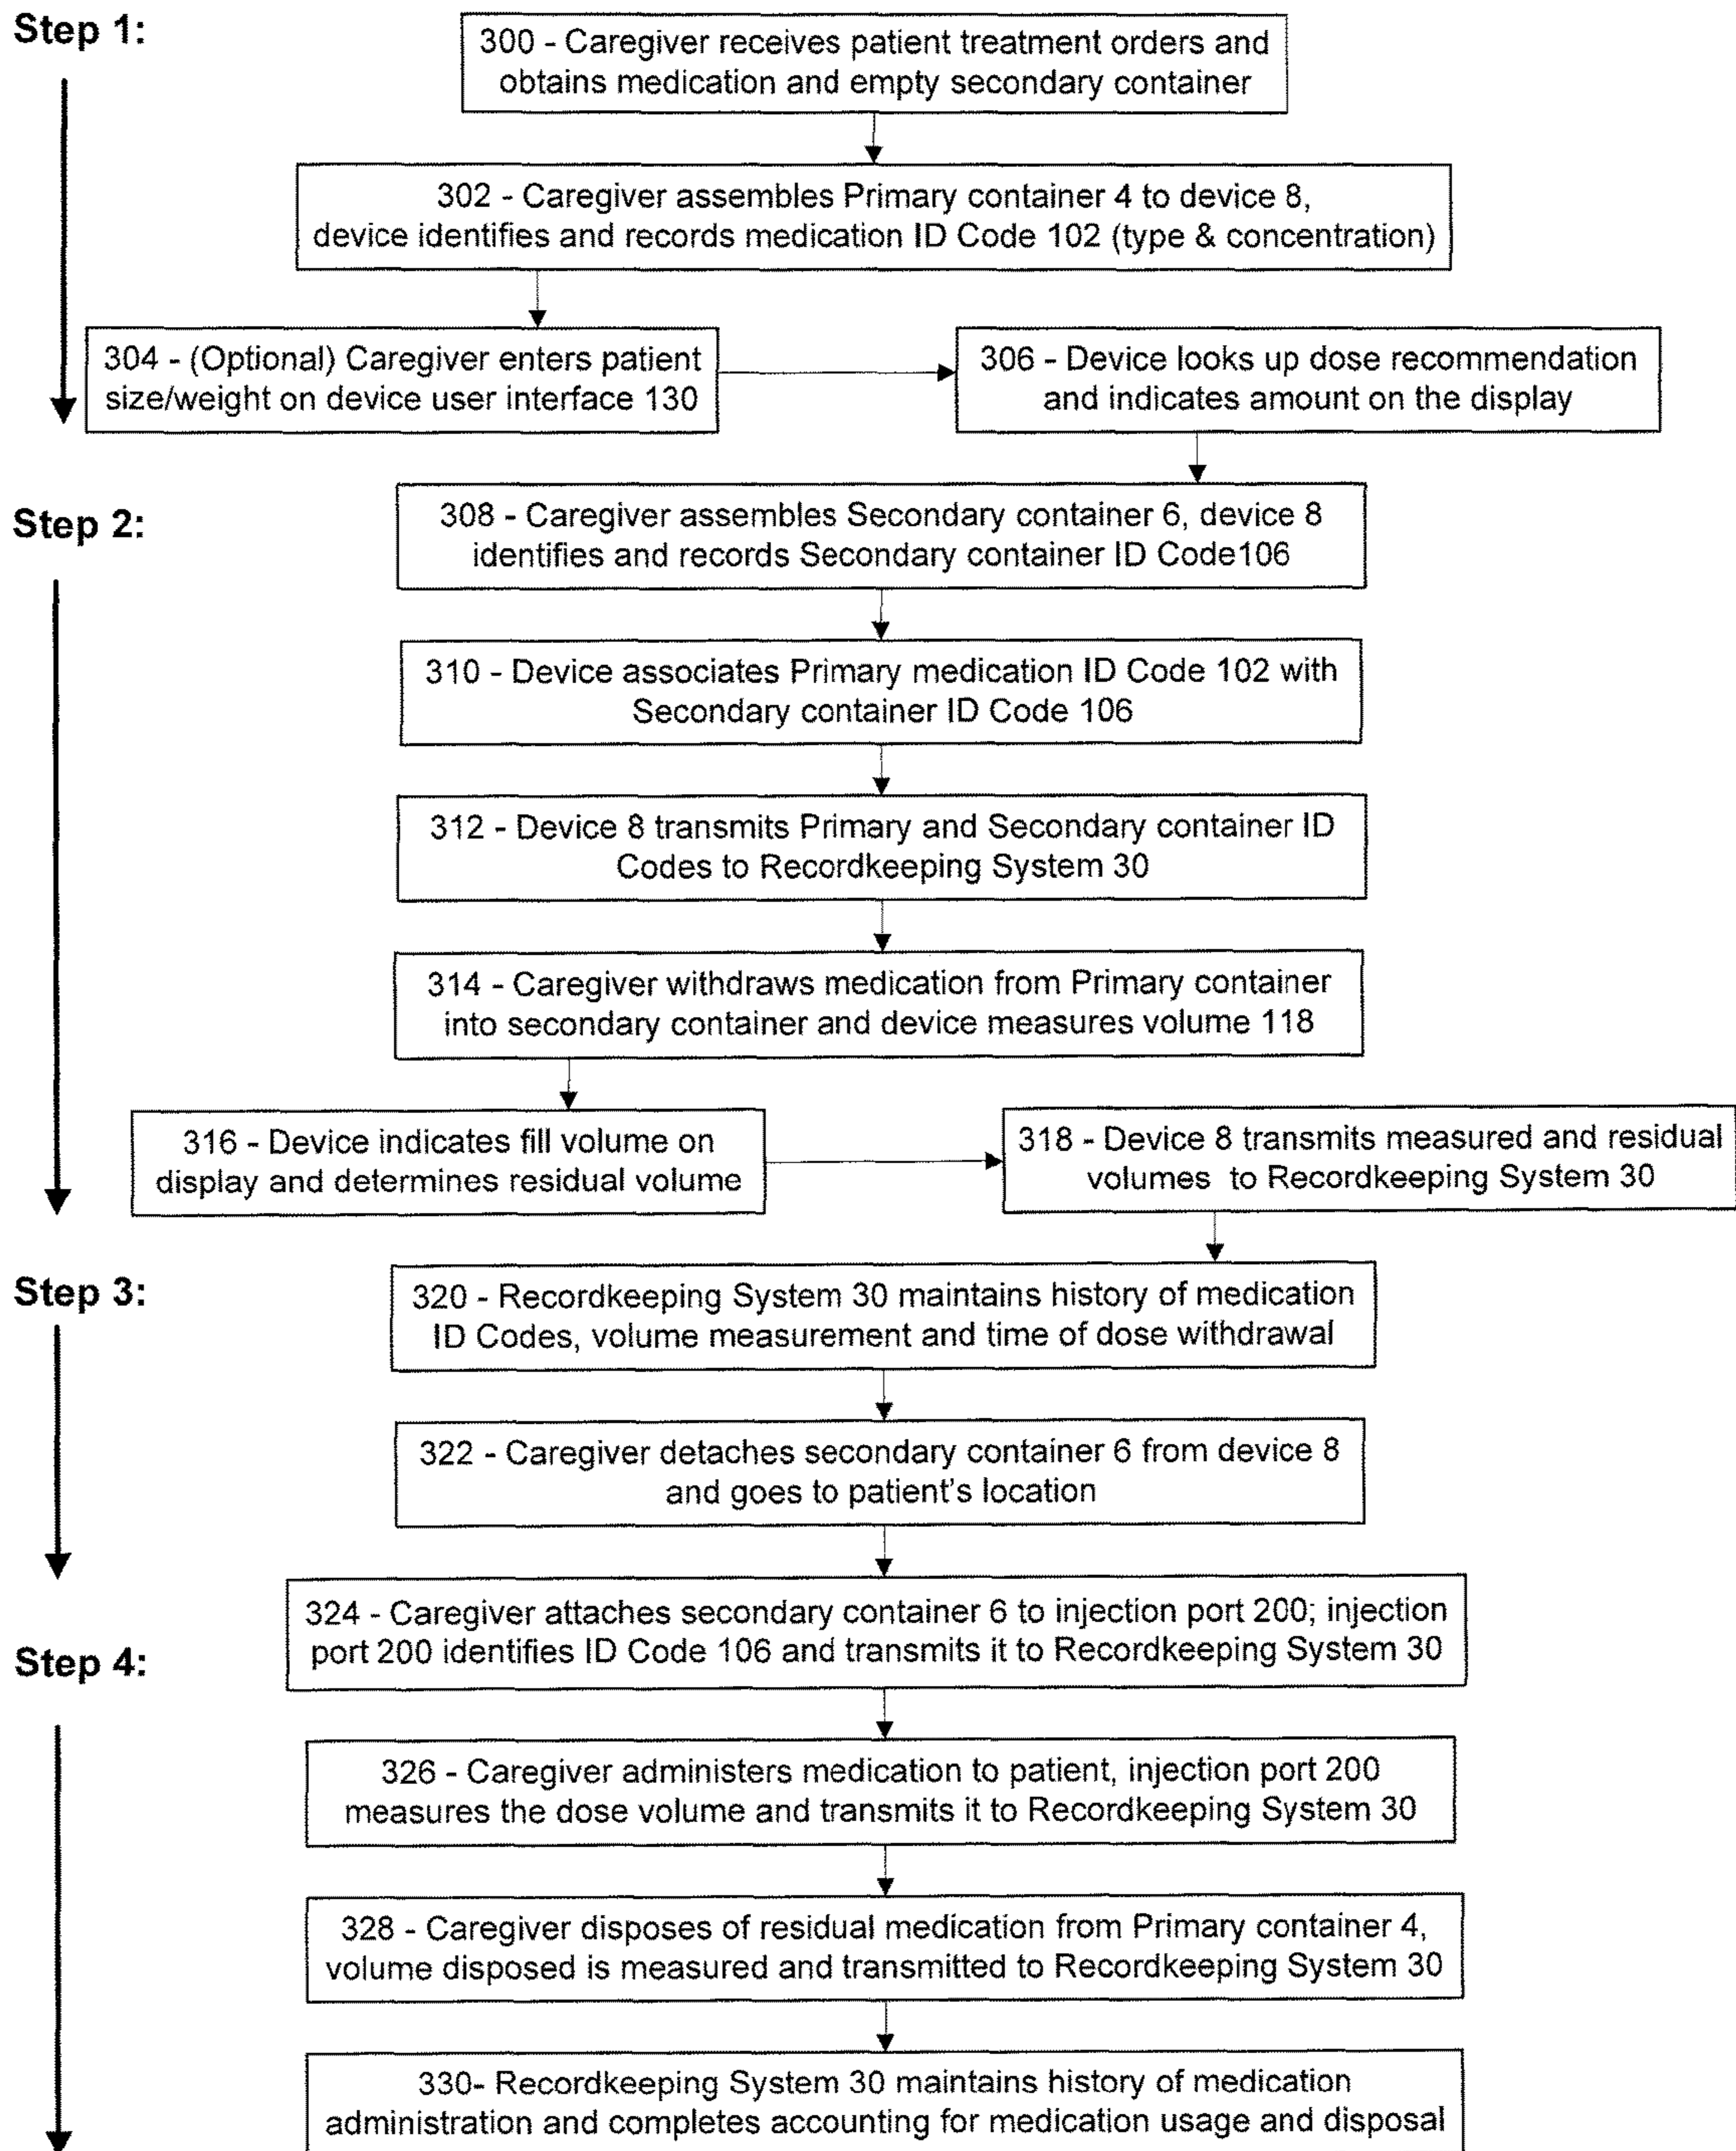 Step 1:
300 - Caregiver receives patient treatment orders and
obtains medication and empty secondary container
302 - Caregiver assembles Primary container 4 to device 8,
device identifies and records medication ID Code 102 (type & concentration)
304 - (Optional) Caregiver enters patient
size/weight on device user interface 130
306 - Device looks up dose recommendation
and indicates amount on the display
Step 2:
308 - Caregiver assembles Secondary container 6, device 8
identifies and records Secondary container ID Code106
310 - Device associates Primary medication ID Code 102 with
Secondary container ID Code 106
312 - Device 8 transmits Primary and Secondary container ID
Codes to Recordkeeping System 30
314 - Caregiver withdraws medication from Primary container
into secondary container and device measures volume 118
316 - Device indicates fill volume on
display and determines residual volume
318 - Device 8 transmits measured and residual
volumes to Recordkeeping System 30
Step 3:
320 - Recordkeeping System 30 maintains history of medication
ID Codes, volume measurement and time of dose withdrawal
322 - Caregiver detaches secondary container 6 from device 8
and goes to patient's location
324 - Caregiver attaches secondary container 6 to injection port 200; injection
port 200 identifies ID Code 106 and transmits it to Recordkeeping System 30
Step 4:
326 - Caregiver administers medication to patient, injection port 200
measures the dose volume and transmits it to Recordkeeping System 30
328 - Caregiver disposes of residual medication from Primary container 4,
volume disposed is measured and transmitted to Recordkeeping System 30
330- Recordkeeping System 30 maintains history of medication
administration and completes accounting for medication usage and disposal